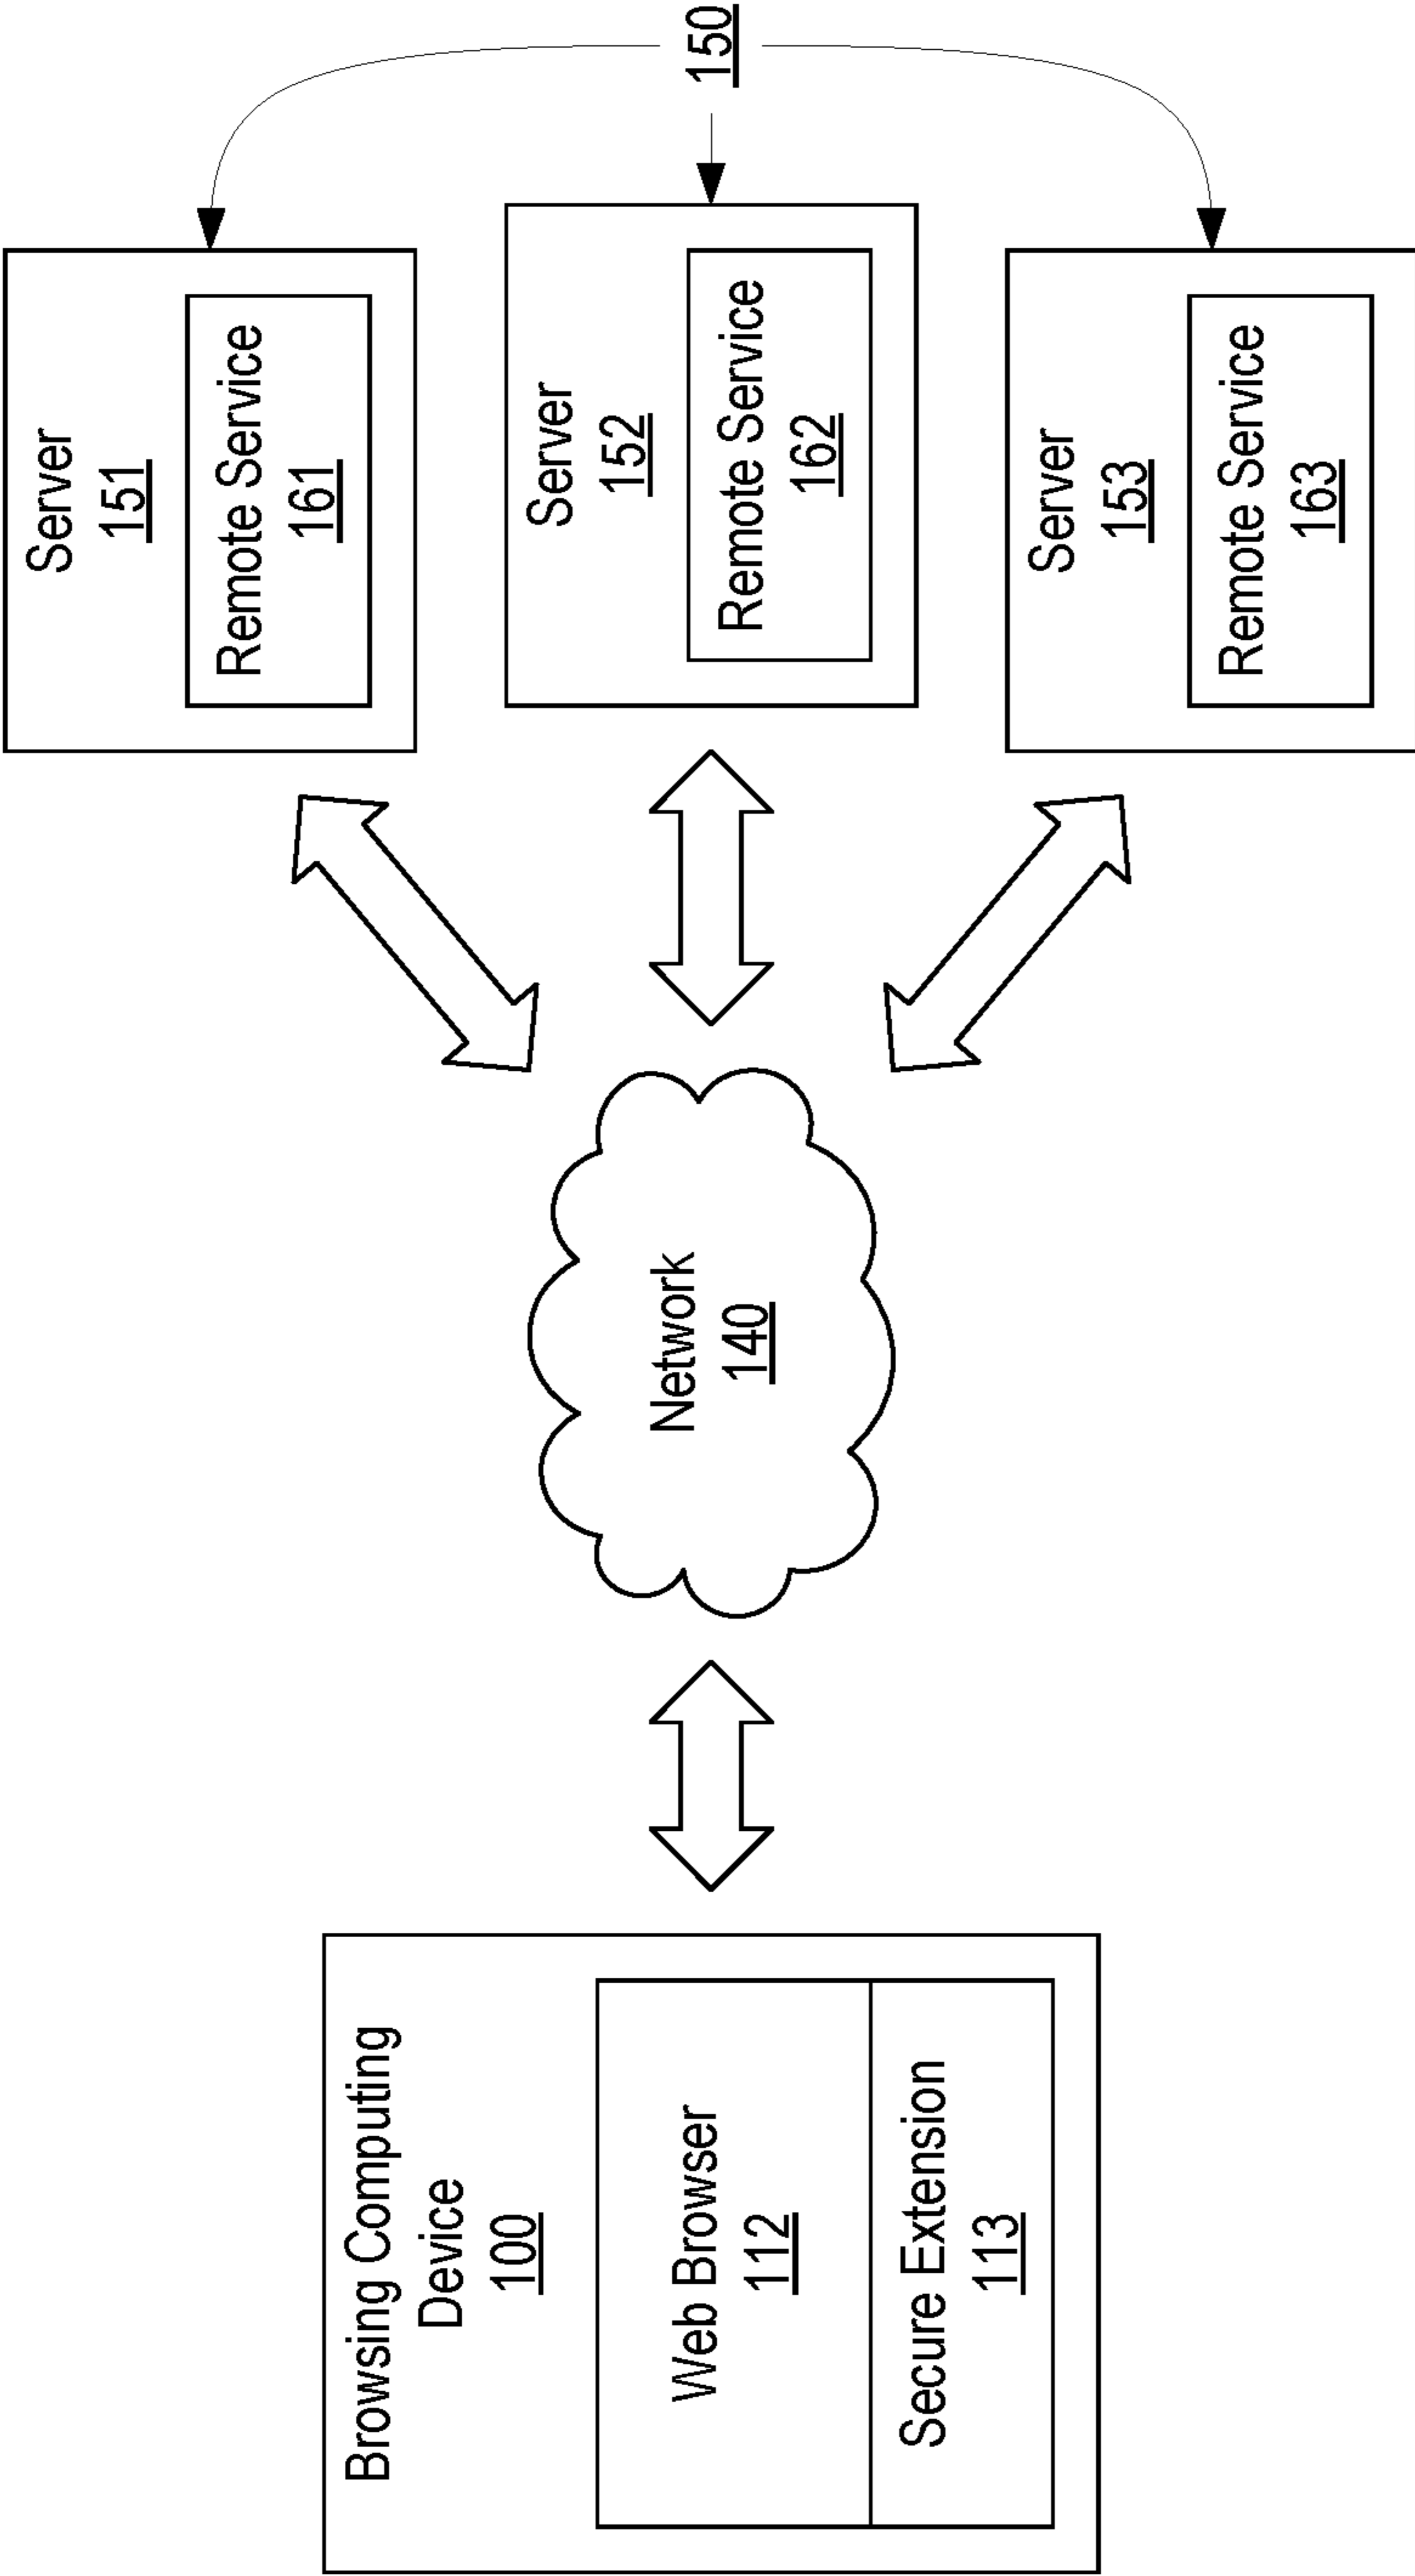 Browsing Computing
Device
100
Web Browser
112
Secure Extension
113
Network
140
Server
151
Remote Service
161
Server
152
Remote Service
162
Server
153
Remote Service
163
150